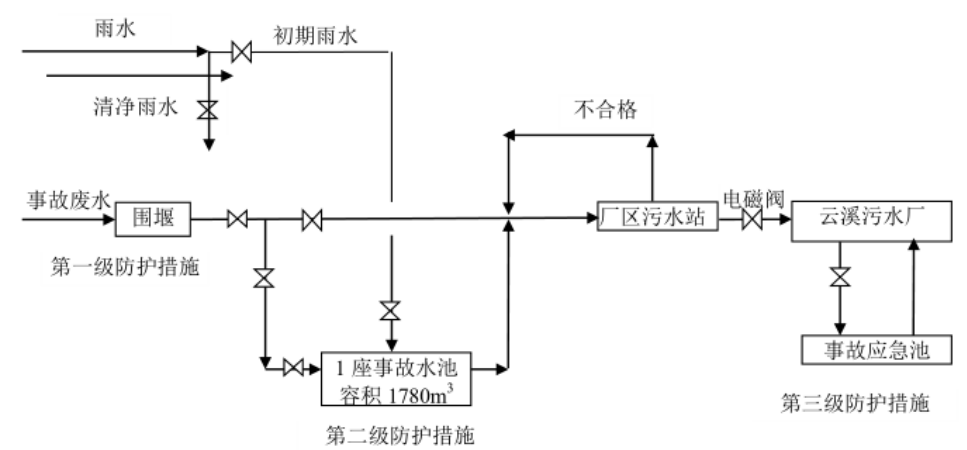 雨水
初期雨水
清净雨水
不合格
事故废水
围堰
厂区污水站
电磁阀
云溪污水厂
第一级防护措施
1 座事故水池
容积 1780m³
事故应急池
第二级防护措施
第三级防护措施